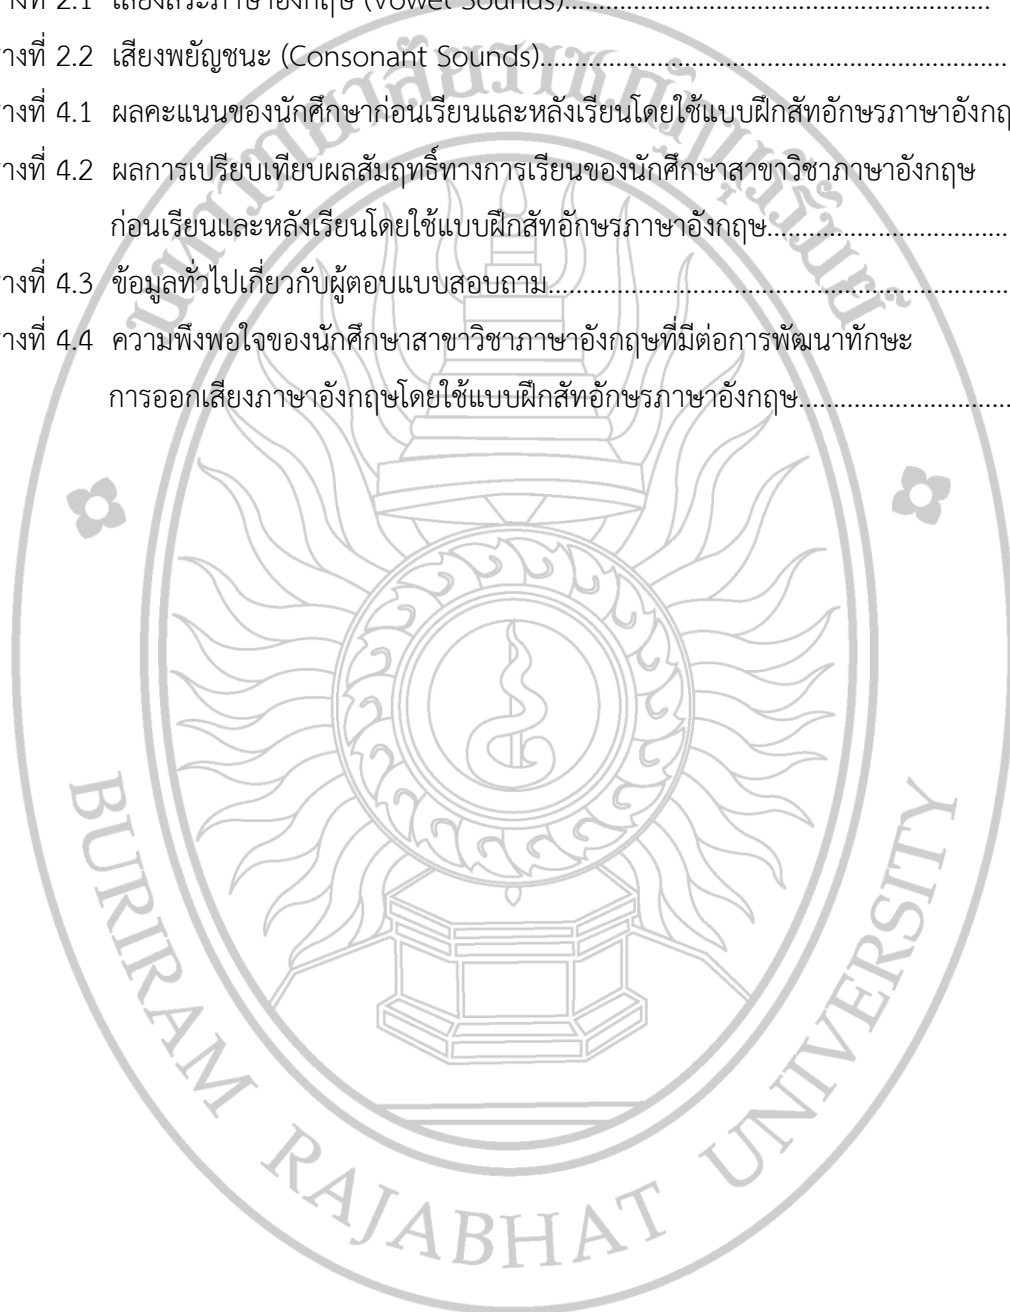 างที่ 2.1 เสียงสระภาษาอังกฤษ (Vowel Sounds)
างที่ 2.2 เสียงพยัญชนะ (Consonant Sounds)
างที่ 4.1 ผลคะแนนของนักศึกษาก่อนเรียนและหลังเรียนโดยใช้แบบฝึกสัทอักษรภาษาอังกฤ
างที่ 4.2 ผลการเปรียบเทียบผลสัมฤทธิ์ทางการเรียนของนักศึกษาสาขาวิชาภาษาอังกฤษ
ก่อนเรียนและหลังเรียนโดยใช้แบบฝึกสัทอักษรภาษาอังกฤษ
างที่ 4.3 ข้อมูลทั่วไปเกี่ยวกับผู้ตอบแบบสอบถาม
างที่ 4.4 ความพึงพอใจของนักศึกษาสาขาวิชาภาษาอังกฤษที่มีต่อการพัฒนาทักษะ
การออกเสียงภาษาอังกฤษโดยใช้แบบฝึกสัทอักษรภาษาอังกฤษ
มหาวิทยาลัยราชภัฏบุรีรัมย์
BURIRAM RAJABHAT UNIVERSITY